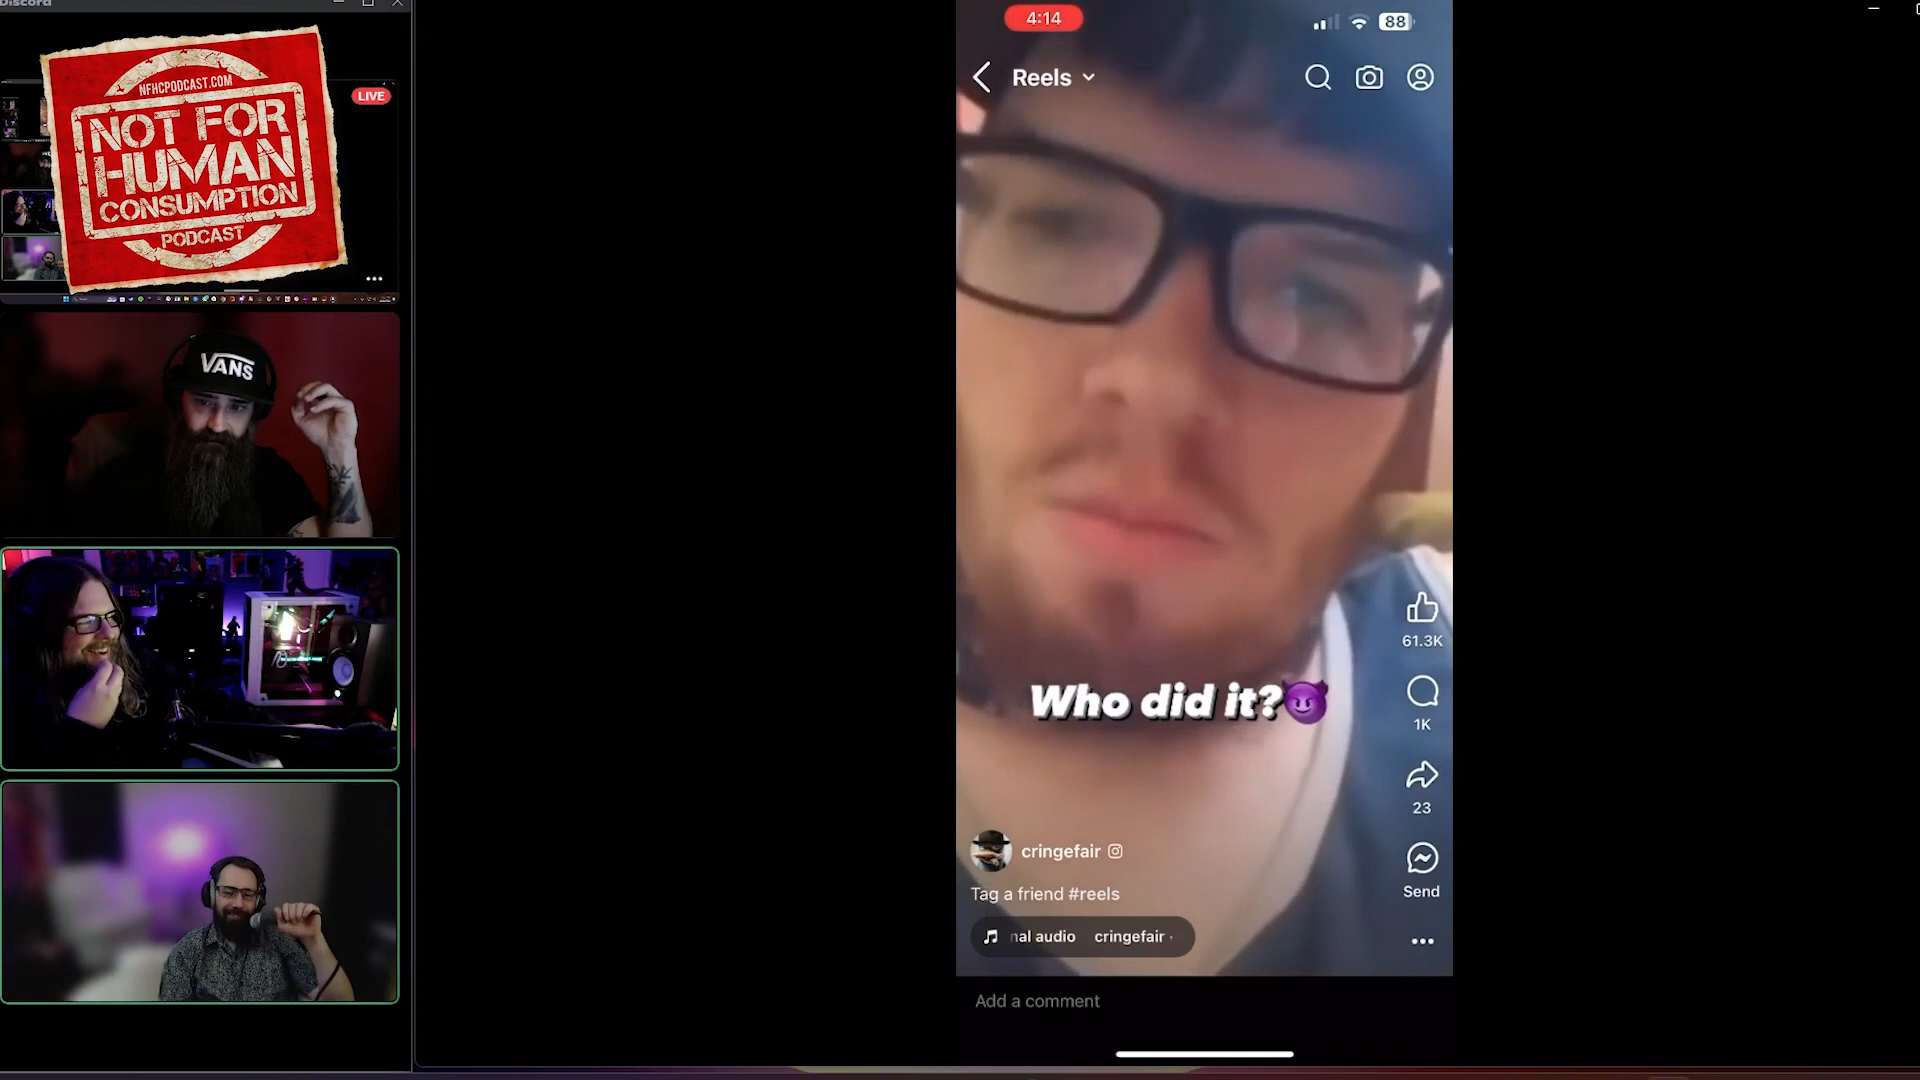 Discord
NFHCPODCAST.COM
NOT FOR
HUMAN
CONSUMPTION
PODCAST
LIVE
VANS
4:14
88
Reels
61.3K
Who did it?😈
1K
23
cringefair
Send
Tag a friend #reels
nal audio cringefair ·
Add a comment